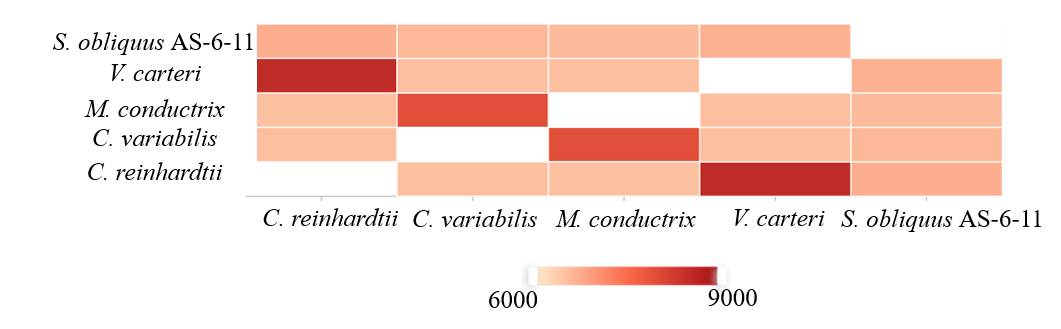 S. obliquus AS-6-11
V. carteri
M. conductrix
C. variabilis
C. reinhardtii
C. reinhardtii C. variabilis M. conductrix V. carteri S. obliquus AS-6-11
6000 9000